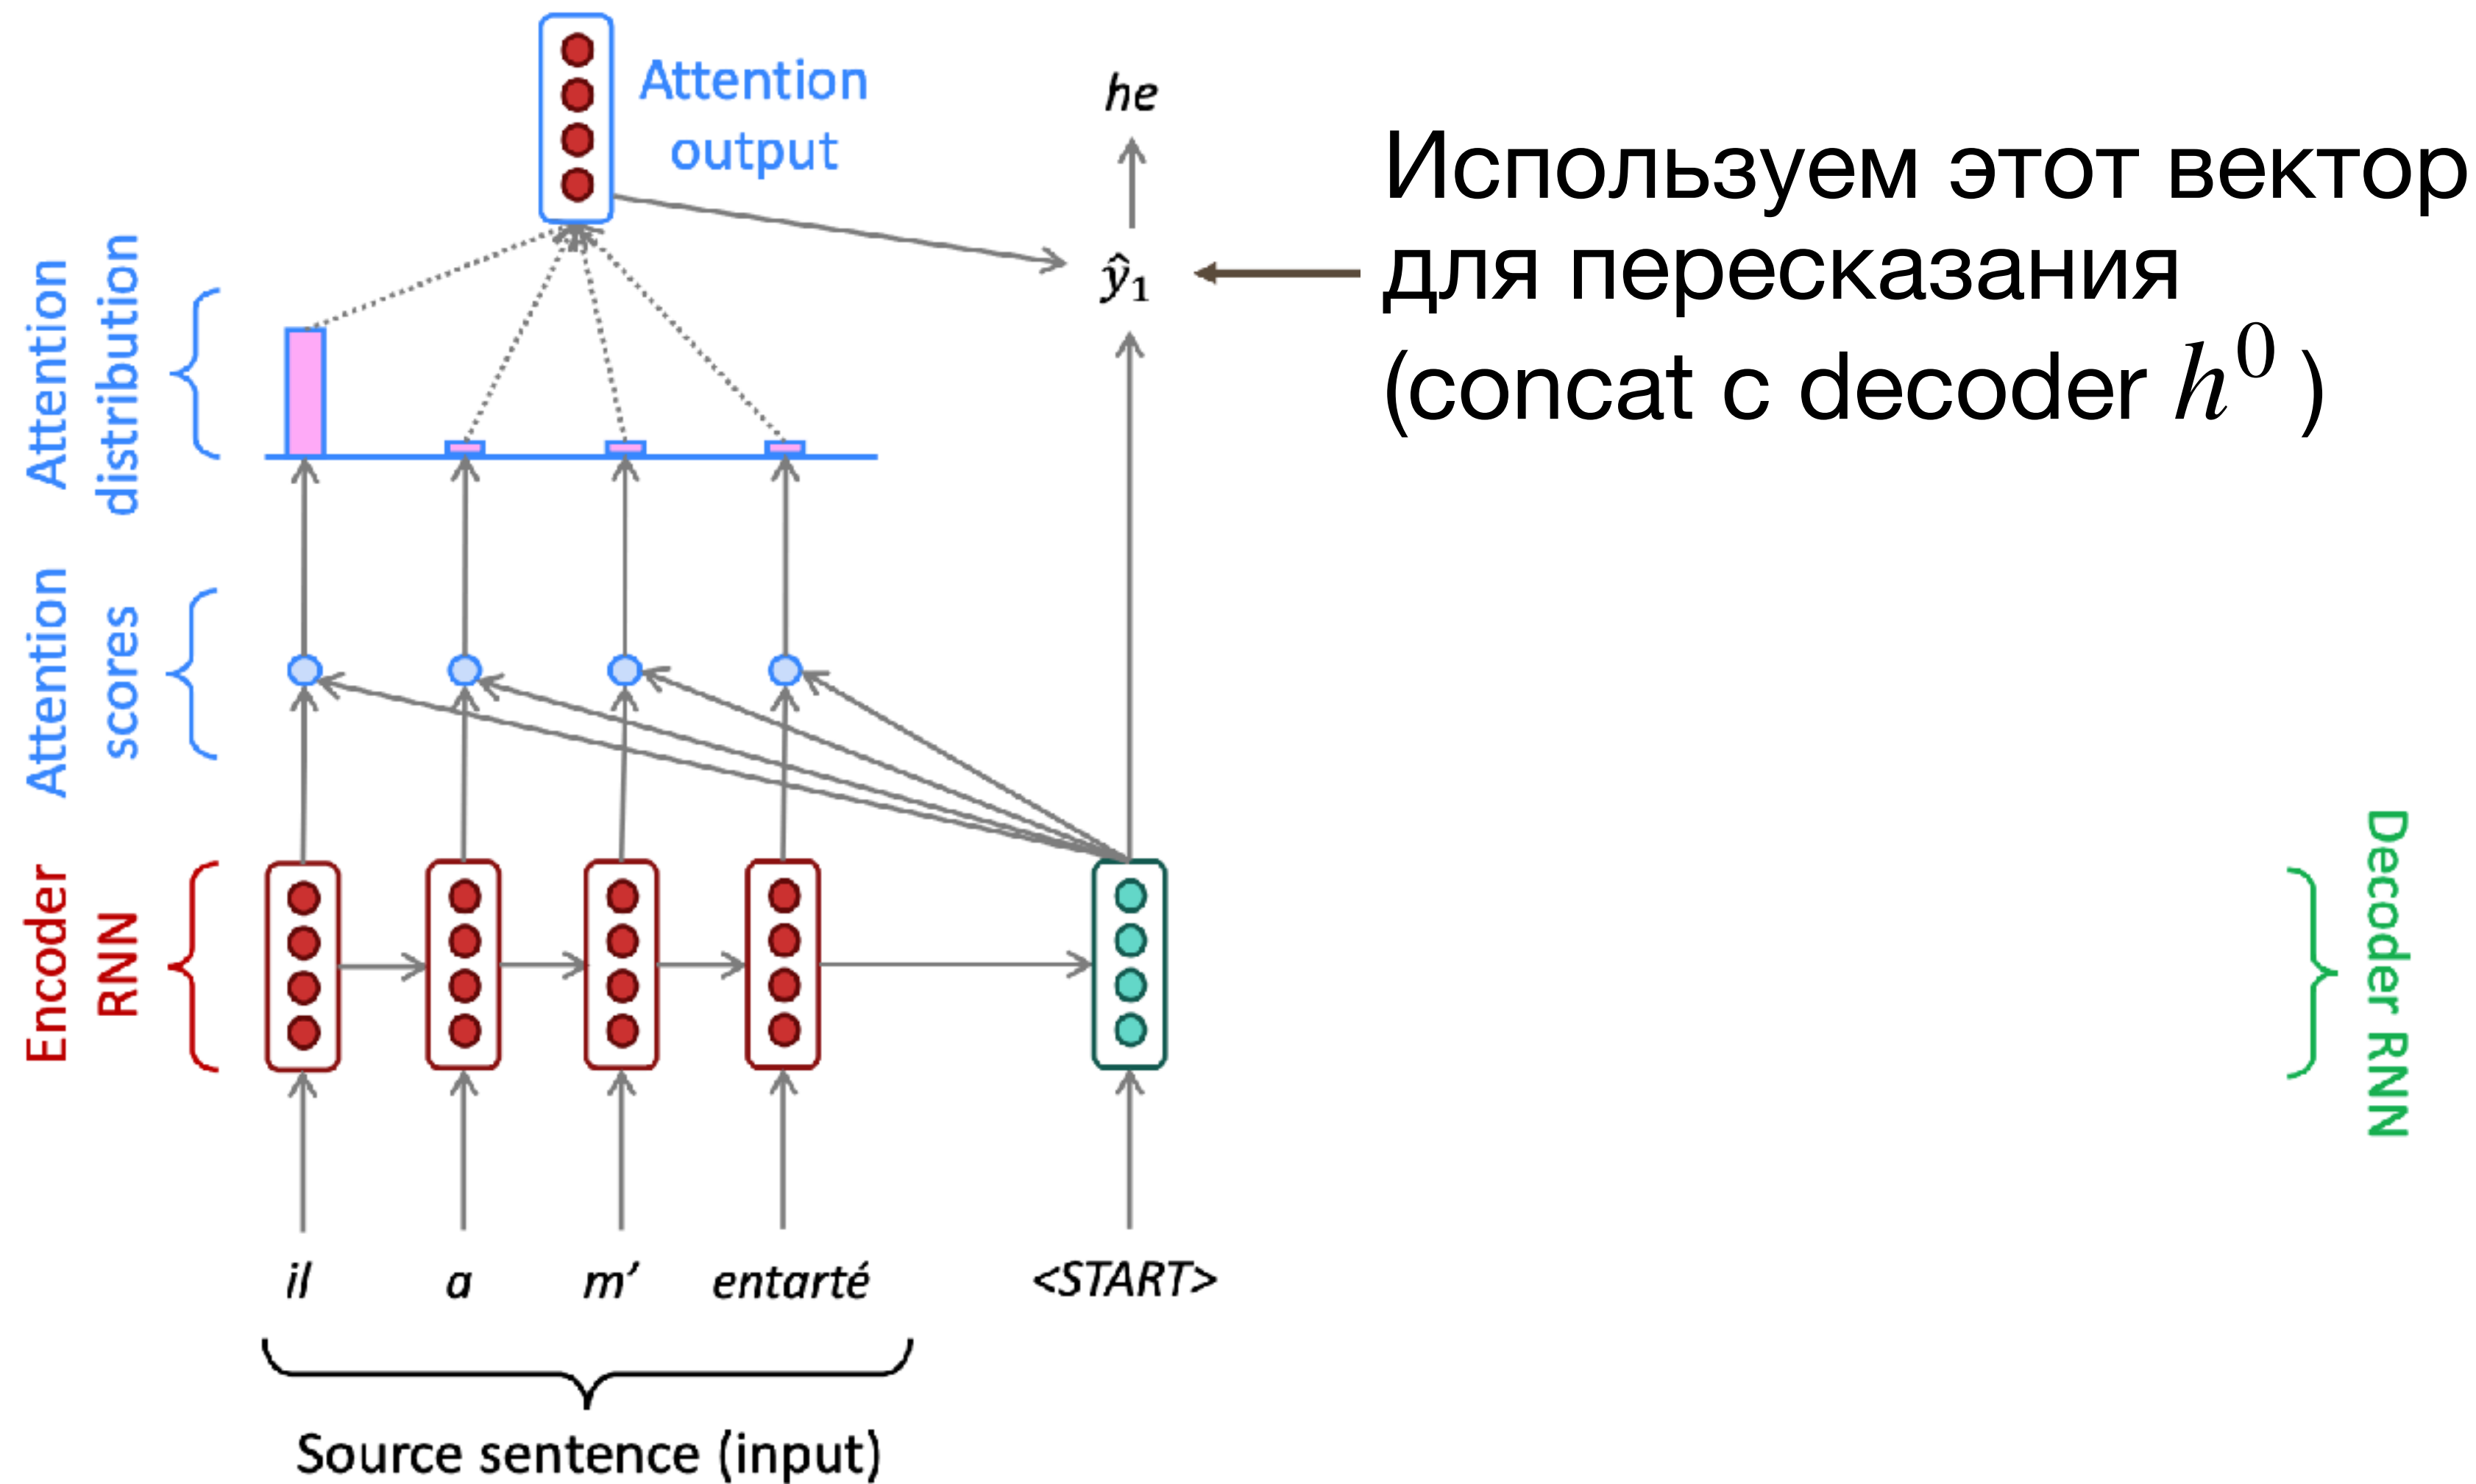 Attention
output
he
Используем этот вектор
для пересказания
(concat с decoder h⁰ )
ŷ₁
Attention
distribution
Attention
scores
Encoder
RNN
Decoder RNN
il a m’ entarté <START>
Source sentence (input)